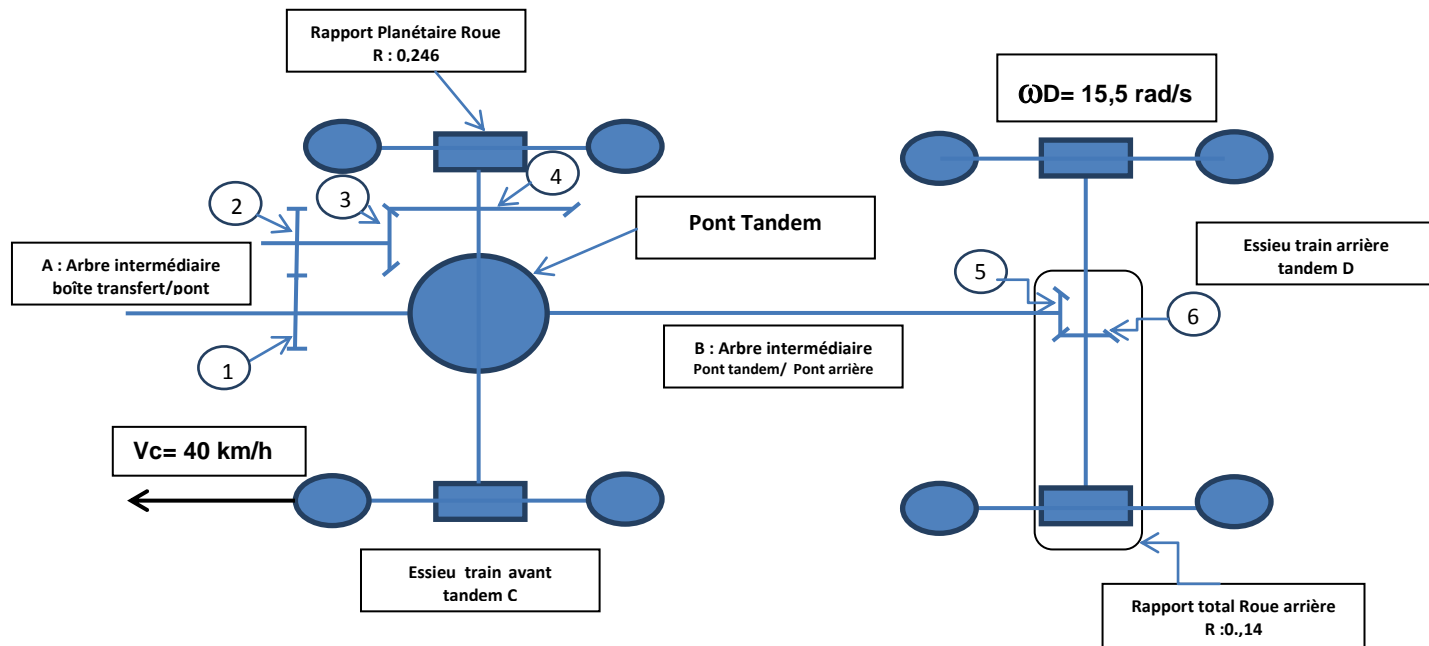 Rapport Planétaire Roue
R : 0,246
ωD= 15,5 rad/s
4
3
2
Pont Tandem
A : Arbre intermédiaire
boîte transfert/pont
Essieu train arrière
tandem D
5
6
B : Arbre intermédiaire
Pont tandem/ Pont arrière
1
Vc= 40 km/h
Essieu train avant
tandem C
Rapport total Roue arrière
R :0.,14